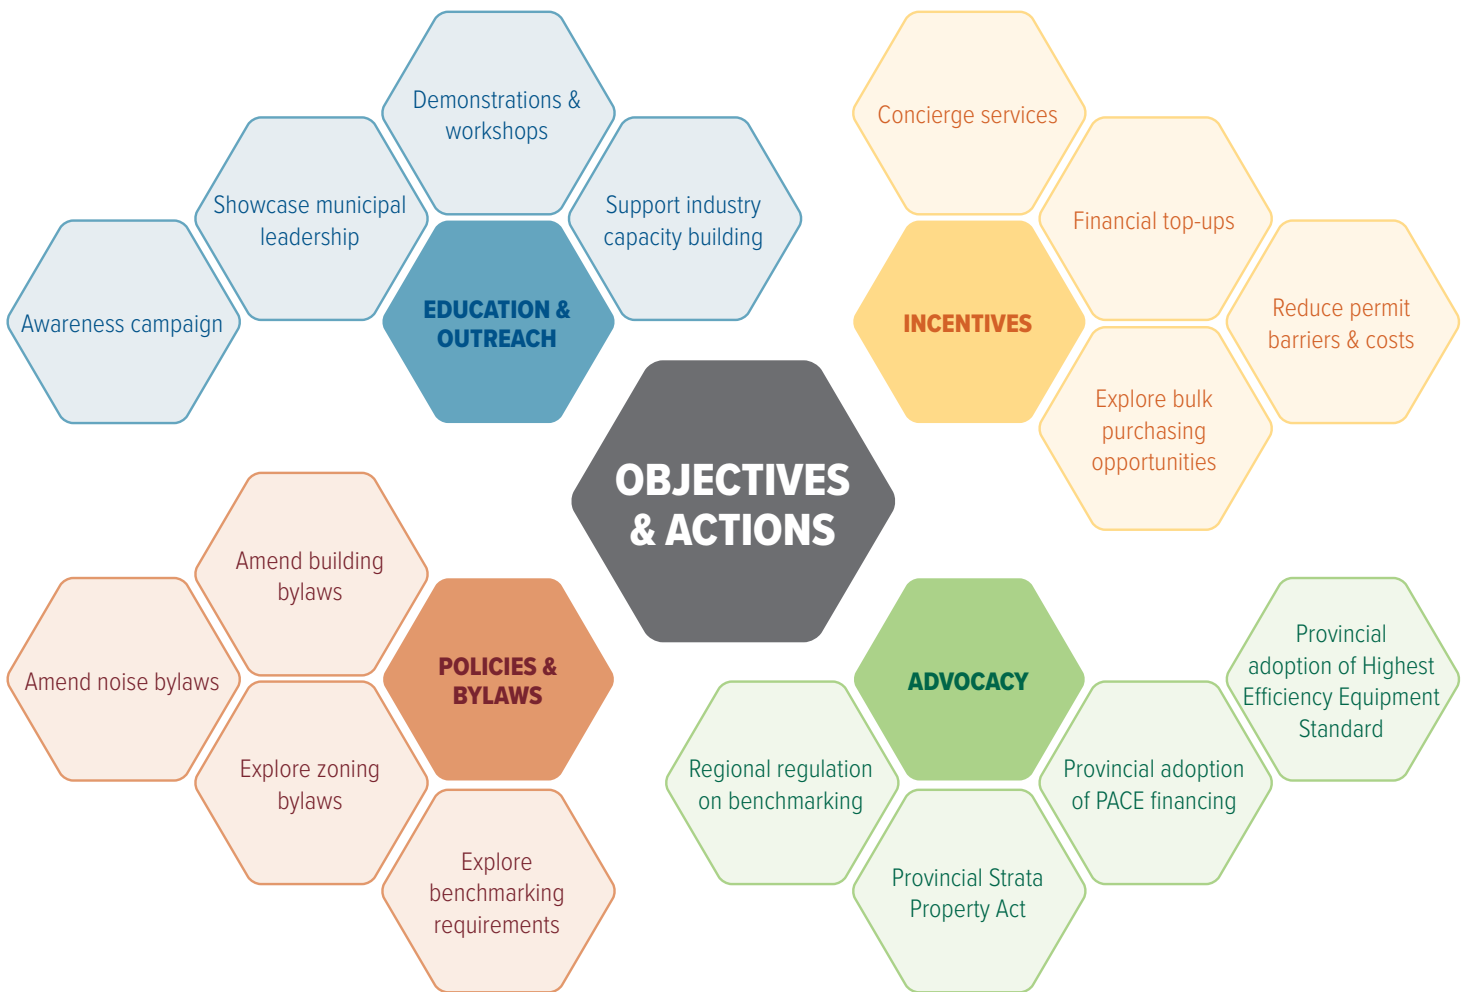 Demonstrations &
workshops
Showcase municipal
leadership
Support industry
capacity building
Awareness campaign
EDUCATION &
OUTREACH
Concierge services
Financial top-ups
INCENTIVES
Reduce permit
barriers & costs
Explore bulk
purchasing
opportunities
OBJECTIVES
& ACTIONS
Amend building
bylaws
Amend noise bylaws
POLICIES &
BYLAWS
Explore zoning
bylaws
Explore
benchmarking
requirements
ADVOCACY
Provincial
adoption of Highest
Efficiency Equipment
Standard
Regional regulation
on benchmarking
Provincial adoption
of PACE financing
Provincial Strata
Property Act